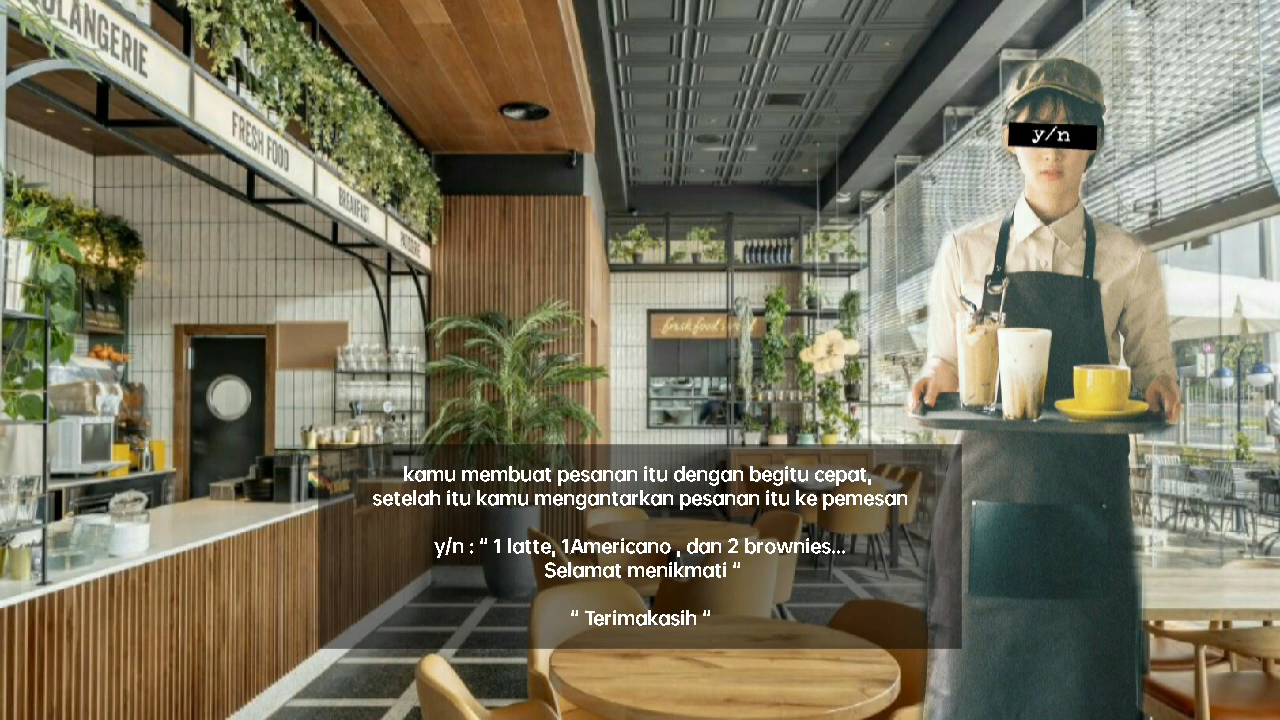 BOULANGERIE
FRESH FOOD
BREAKFAST
PATISSERIE
y/n
fresh food
kamu membuat pesanan itu dengan begitu cepat,
setelah itu kamu mengantarkan pesanan itu ke pemesan
y/n : “ 1 latte, 1Americano , dan 2 brownies...
Selamat menikmati “
“ Terimakasih “